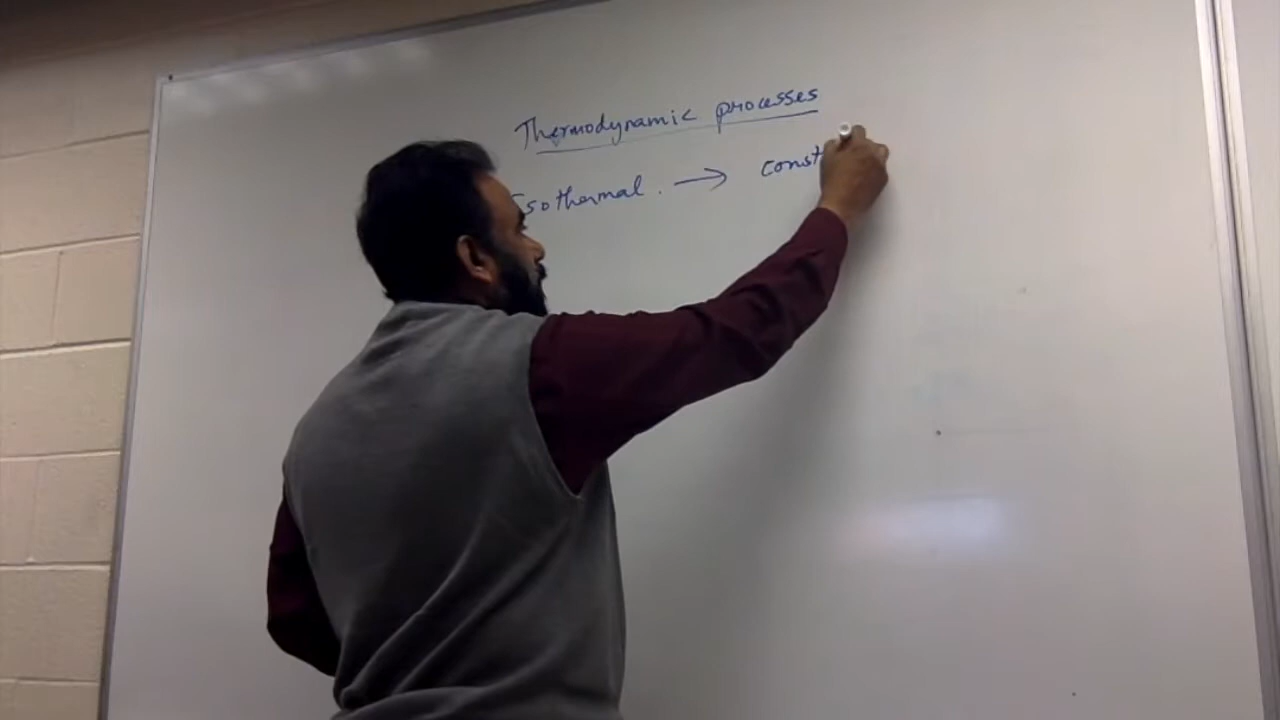 Thermodynamic processes
Isothermal. → const